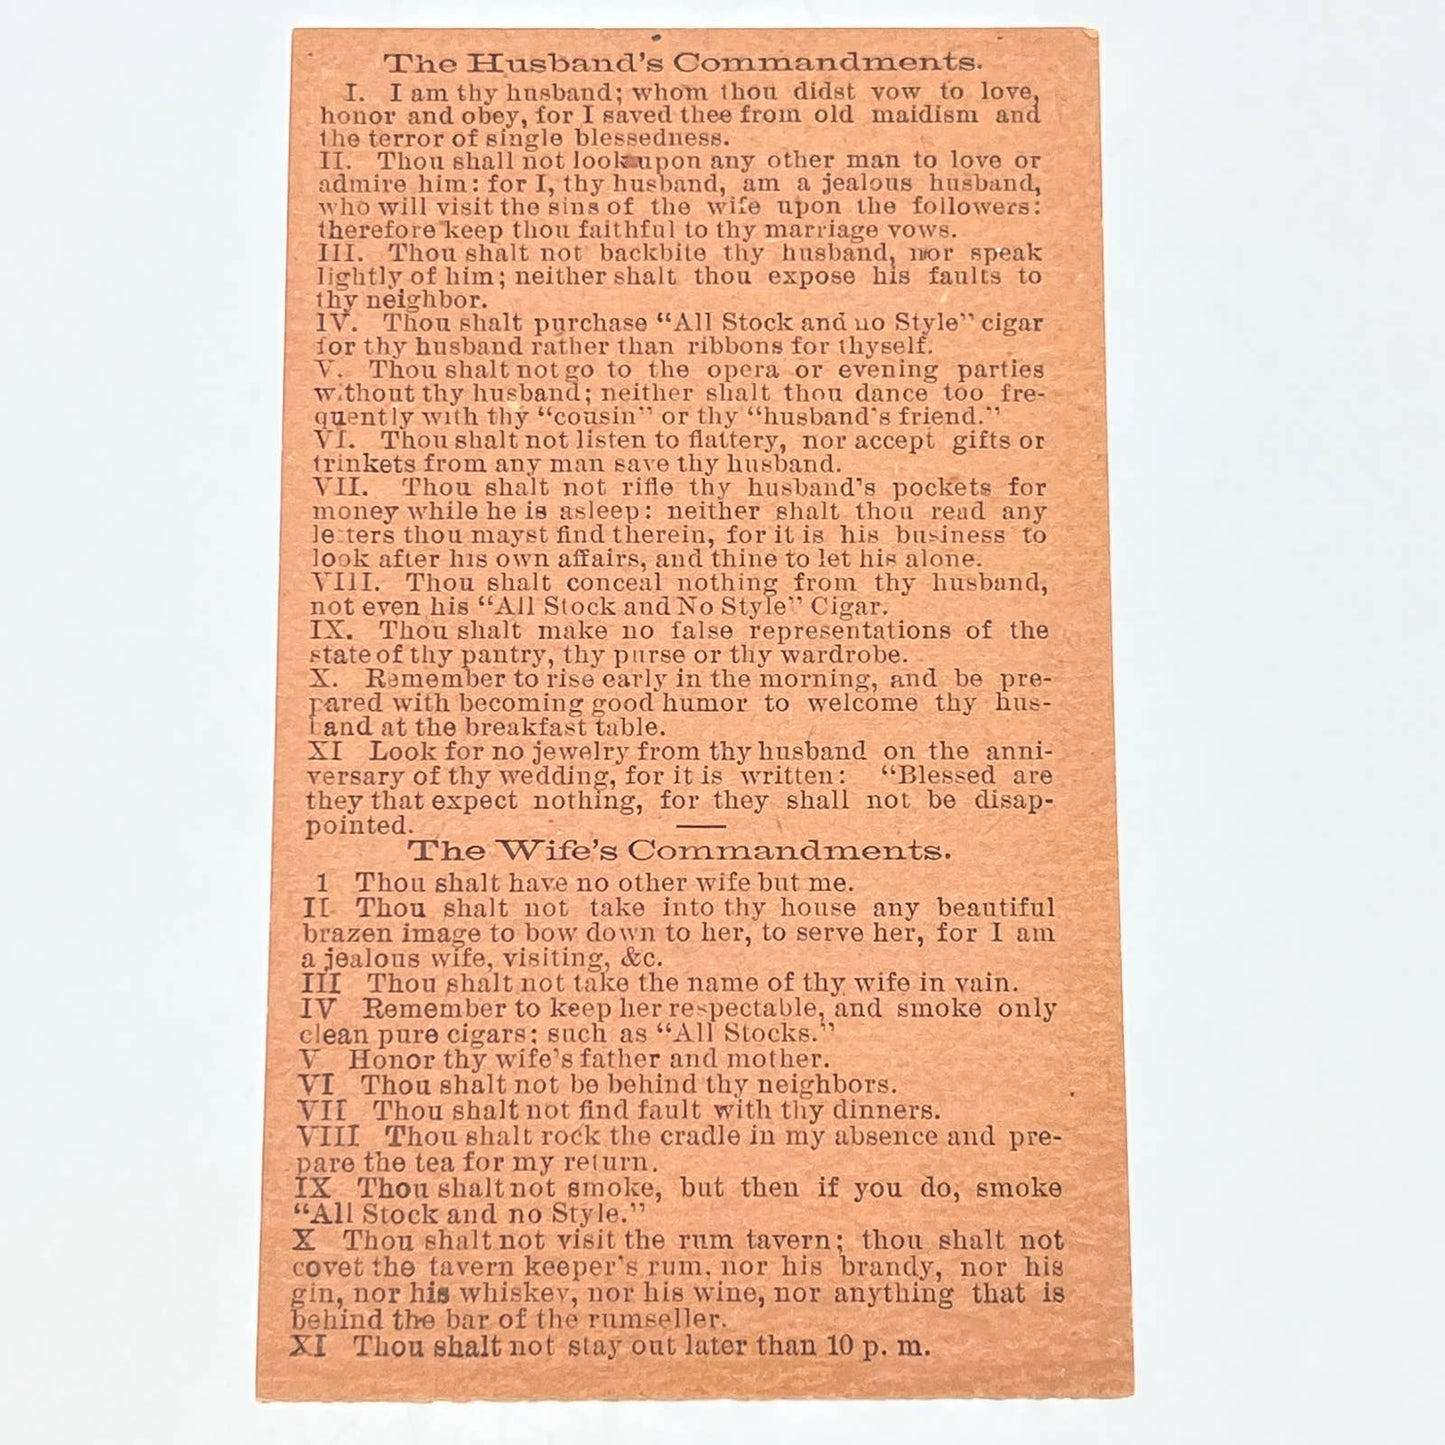 The Husband's Commandments.
I. I am thy husband; whom thou didst vow to love,
honor and obey, for I saved thee from old maidism and
the terror of single blessedness.
II. Thou shall not look upon any other man to love or
admire him: for I, thy husband, am a jealous husband,
who will visit the sins of the wife upon the followers:
therefore keep thou faithful to thy marriage vows.
III. Thou shalt not backbite thy husband, nor speak
lightly of him; neither shalt thou expose his faults to
thy neighbor.
IV. Thou shalt purchase “All Stock and no Style” cigar
for thy husband rather than ribbons for thyself.
V. Thou shalt not go to the opera or evening parties
without thy husband; neither shalt thou dance too fre-
quently with thy “cousin” or thy “husband's friend.”
VI. Thou shalt not listen to flattery, nor accept gifts or
trinkets from any man save thy husband.
VII. Thou shalt not rifle thy husband's pockets for
money while he is asleep: neither shalt thou read any
letters thou mayst find therein, for it is his business to
look after his own affairs, and thine to let his alone.
VIII. Thou shalt conceal nothing from thy husband,
not even his “All Stock and No Style” Cigar.
IX. Thou shalt make no false representations of the
state of thy pantry, thy purse or thy wardrobe.
X. Remember to rise early in the morning, and be pre-
pared with becoming good humor to welcome thy hus-
band at the breakfast table.
XI Look for no jewelry from thy husband on the anni-
versary of thy wedding, for it is written: “Blessed are
they that expect nothing, for they shall not be disap-
pointed.
The Wife's Commandments.
1 Thou shalt have no other wife but me.
II Thou shalt not take into thy house any beautiful
brazen image to bow down to her, to serve her, for I am
a jealous wife, visiting, &c.
III Thou shalt not take the name of thy wife in vain.
IV Remember to keep her respectable, and smoke only
clean pure cigars; such as “All Stocks.”
V Honor thy wife's father and mother.
VI Thou shalt not be behind thy neighbors.
VII Thou shalt not find fault with thy dinners.
VIII Thou shalt rock the cradle in my absence and pre-
pare the tea for my return.
IX Thou shalt not smoke, but then if you do, smoke
“All Stock and no Style.”
X Thou shalt not visit the rum tavern; thou shalt not
covet the tavern keeper's rum, nor his brandy, nor his
gin, nor his whiskey, nor his wine, nor anything that is
behind the bar of the rumseller.
XI Thou shalt not stay out later than 10 p. m.